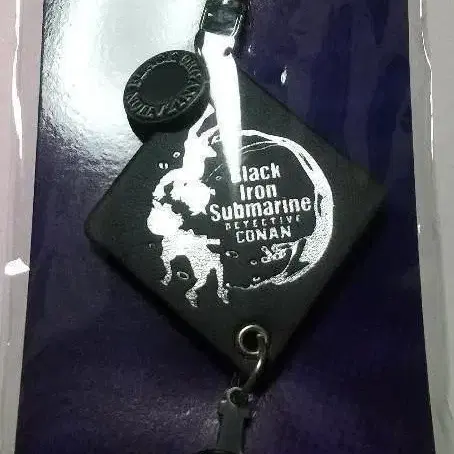 Black
Iron
Submarine
DETECTIVE
CONAN